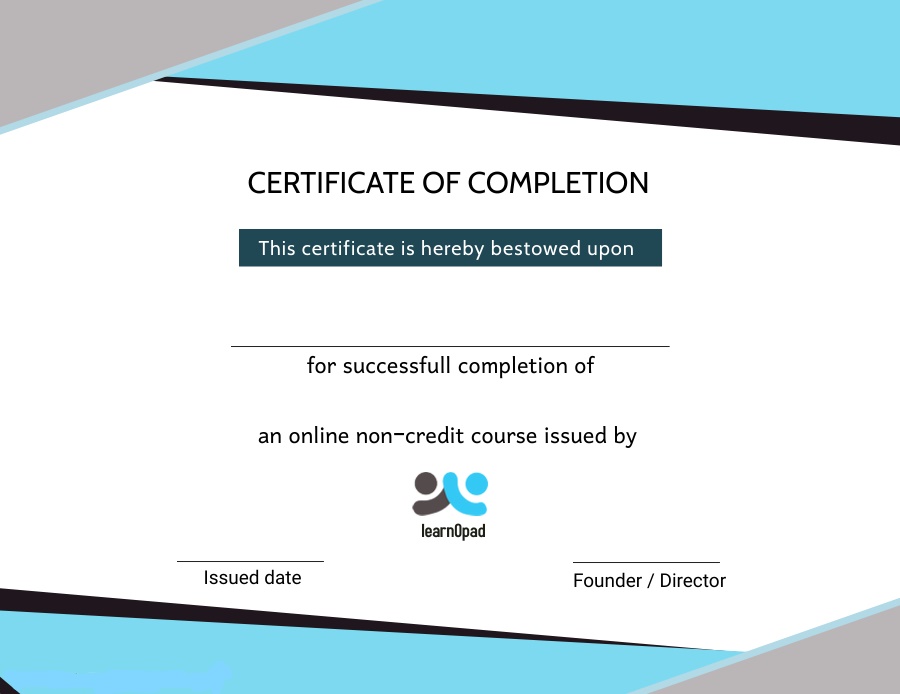 CERTIFICATE OF COMPLETION
This certificate is hereby bestowed upon
for successfull completion of
an online non-credit course issued by
learn0pad
Issued date
Founder / Director